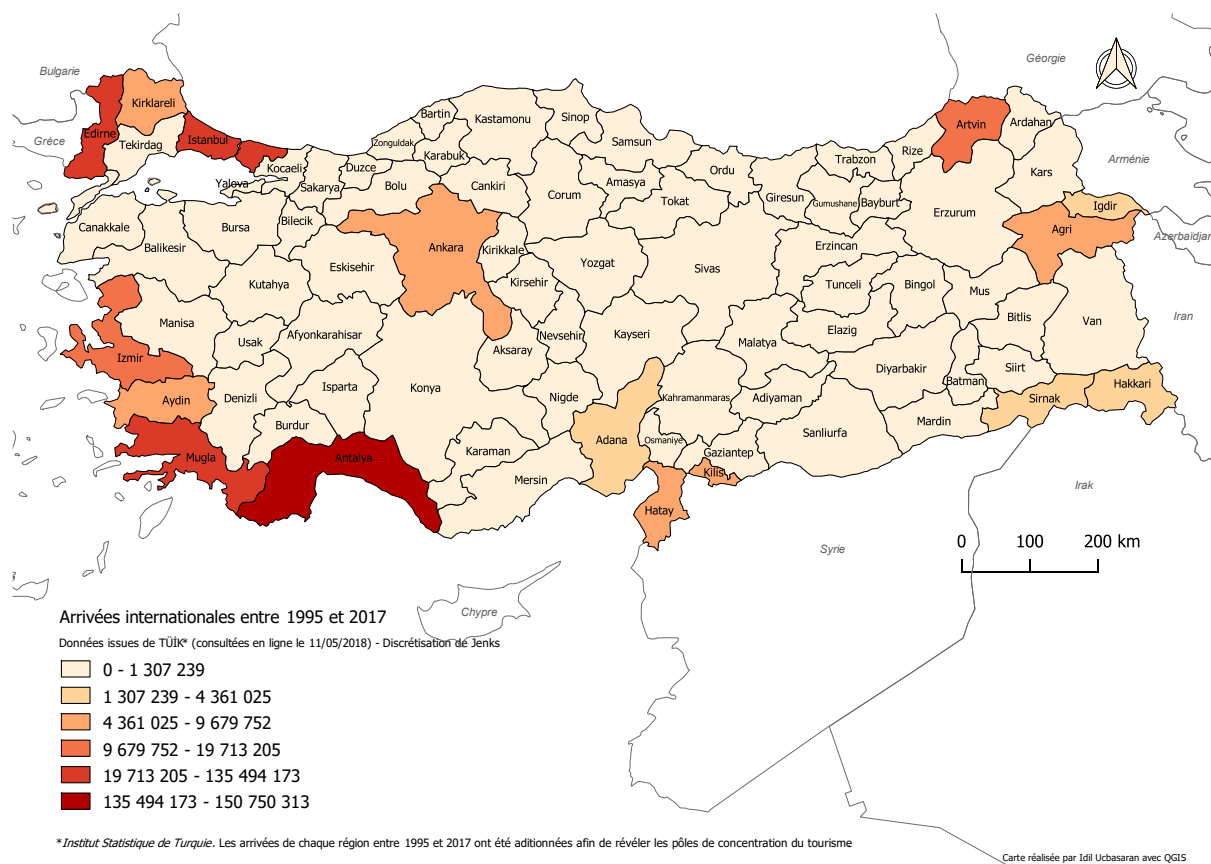 Bulgarie
Géorgie
Kirklareli
Bartin
Kastamonu
Sinop
Artvin
Ardahan
Edirne
Grèce
Tekirdag
Istanbul
Zonguldak
Karabuk
Samsun
Ordu
Trabzon
Rize
Arménie
Kocaeli
Duzce
Kars
Yalova
Sakarya
Bolu
Cankiri
Corum
Amasya
Tokat
Giresun
Gumushane
Bayburt
Erzurum
Igdir
Canakkale
Bursa
Bilecik
Agri
Azerbaïdjan
Balikesir
Ankara
Kirikkale
Erzincan
Eskisehir
Yozgat
Sivas
Kutahya
Kirsehir
Tunceli
Bingol
Mus
Iran
Manisa
Bitlis
Van
Usak
Afyonkarahisar
Nevsehir
Kayseri
Elazig
Izmir
Aksaray
Malatya
Diyarbakir
Siirt
Isparta
Konya
Batman
Hakkari
Aydin
Denizli
Nigde
Kahramanmaras
Adiyaman
Sirnak
Burdur
Mardin
Sanliurfa
Adana
Osmaniye
Mugla
Antalya
Karaman
Gaziantep
Mersin
Kilis
Irak
Hatay
Syrie
0 100 200 km
Chypre
Arrivées internationales entre 1995 et 2017
Données issues de TÜİK* (consultées en ligne le 11/05/2018) - Discrétisation de Jenks
0 - 1 307 239
1 307 239 - 4 361 025
4 361 025 - 9 679 752
9 679 752 - 19 713 205
19 713 205 - 135 494 173
135 494 173 - 150 750 313
*Institut Statistique de Turquie. Les arrivées de chaque région entre 1995 et 2017 ont été aditionnées afin de révéler les pôles de concentration du tourisme
Carte réalisée par Idil Ucbasaran avec QGIS